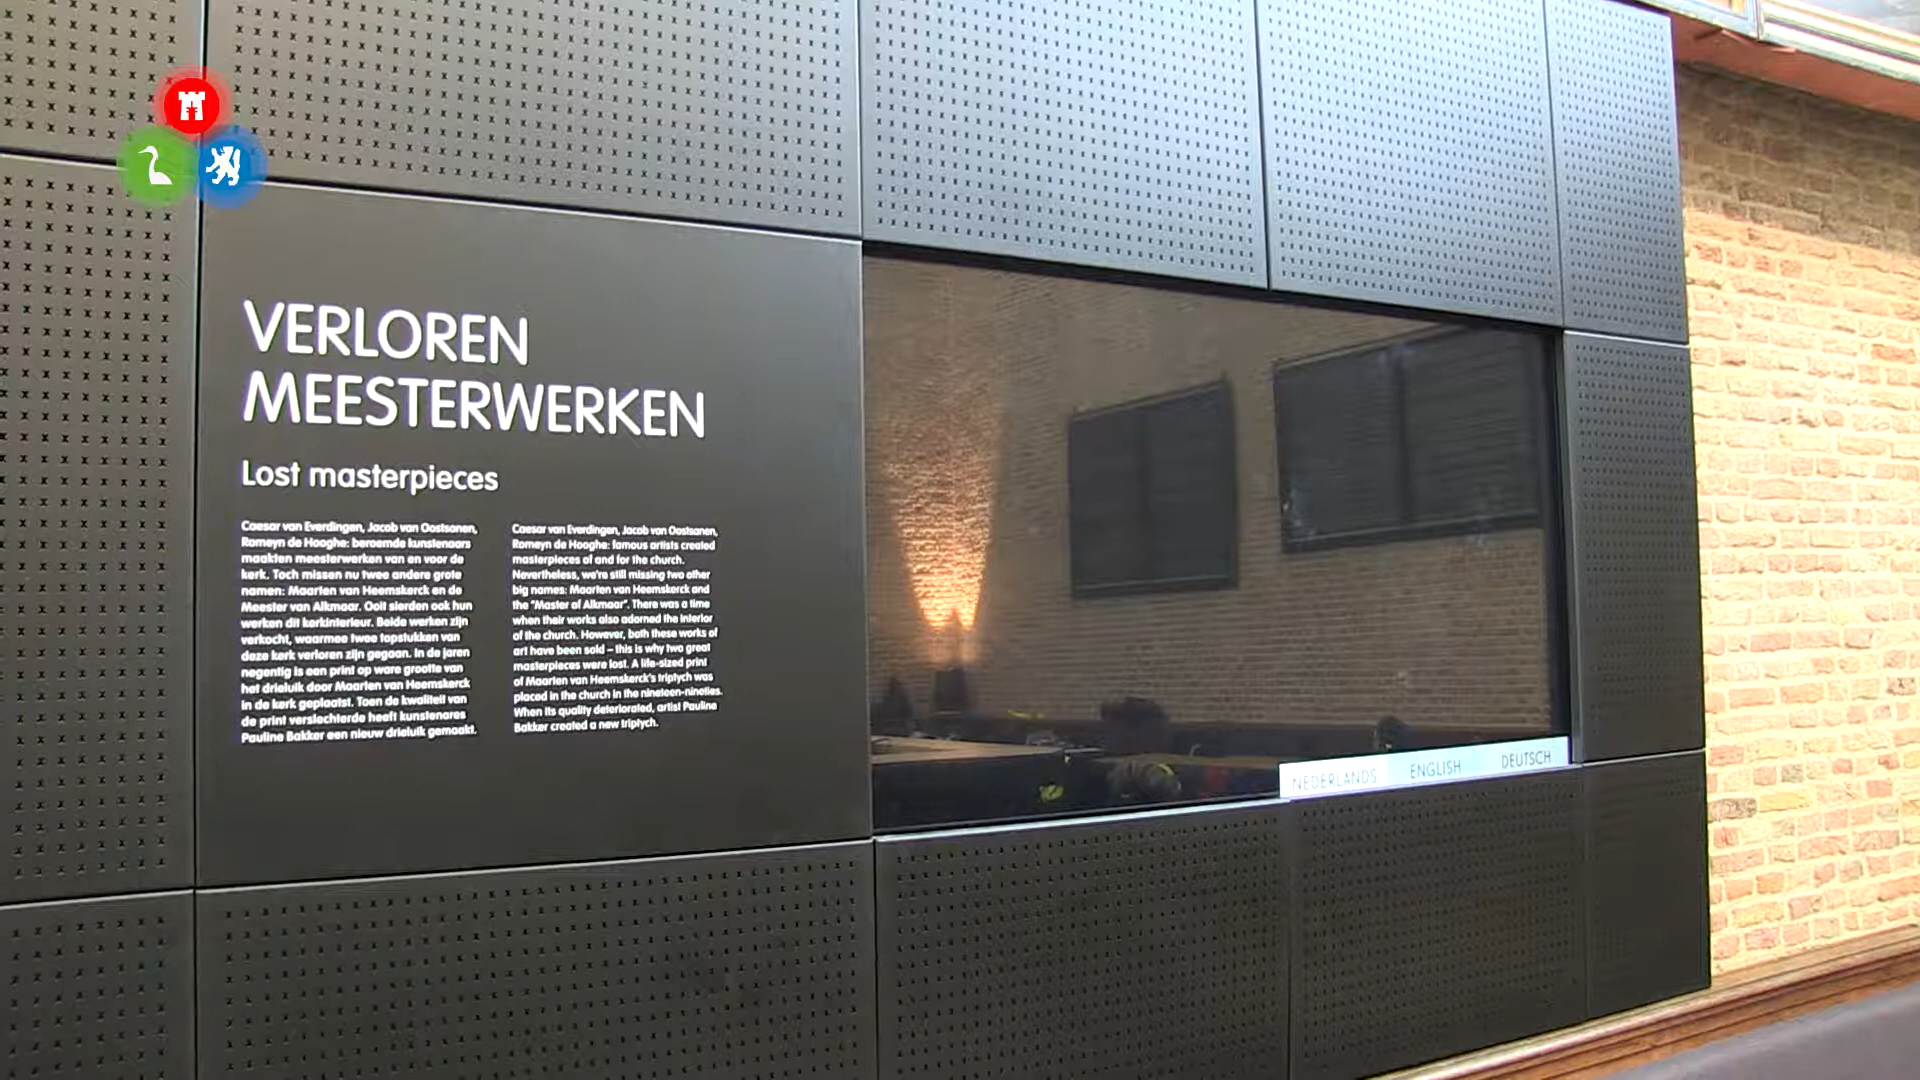 VERLOREN
MEESTERWERKEN
Lost masterpieces
Caesar van Everdingen, Jacob van Oostsanen,
Romeyn de Hooghe: beroemde kunstenaars
maakten meesterwerken van en voor de
kerk. Toch missen nu twee andere grote
namen: Maarten van Heemskerck en de
Meester van Alkmaar. Ooit sierden ook hun
werken dit kerkinterieur. Beide werken zijn
verkocht, waarmee twee topstukken van
deze kerk verloren zijn gegaan. In de jaren
negentig is een print op ware grootte van
het drieluik door Maarten van Heemskerck
in de kerk geplaatst. Toen de kwaliteit van
de print verslechterde heeft kunstenares
Pauline Bakker een nieuw drieluik gemaakt.
Caesar van Everdingen, Jacob van Oostsanen,
Romeyn de Hooghe: famous artists created
masterpieces of and for the church.
Nevertheless, we're still missing two other
big names: Maarten van Heemskerck and
the "Master of Alkmaar". There was a time
when their works also adorned the interior
of the church. However, both these works of
art have been sold – this is why two great
masterpieces were lost. A life-sized print
of Maarten van Heemskerck's triptych was
placed in the church in the nineteen-nineties.
When its quality deteriorated, artist Pauline
Bakker created a new triptych.
NEDERLANDS ENGLISH DEUTSCH